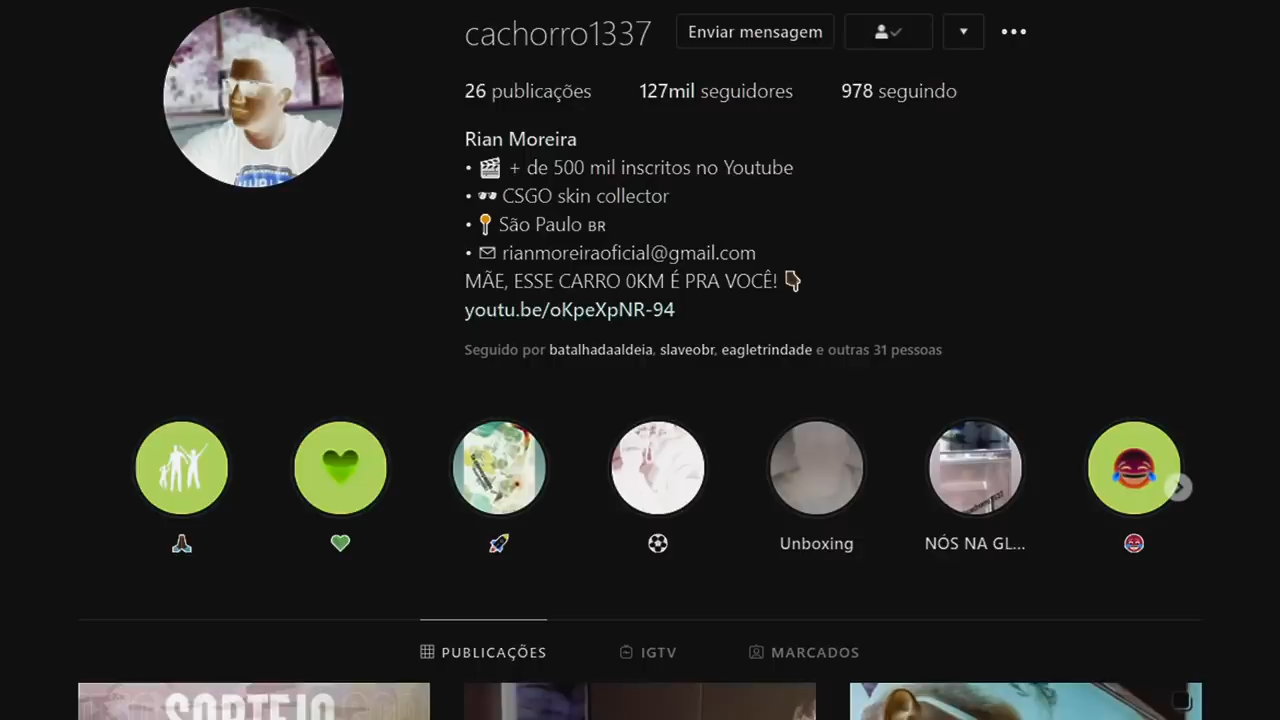 cachorro1337 Enviar mensagem
26 publicações 127mil seguidores 978 seguindo
Rian Moreira
• 🎬 + de 500 mil inscritos no Youtube
• 🕶 CSGO skin collector
• 📍 São Paulo BR
• ✉ rianmoreiraoficial@gmail.com
MÃE, ESSE CARRO 0KM É PRA VOCÊ! 👇
youtu.be/oKpeXpNR-94
Seguido por batalhadaaldeia, slaveobr, eagletrindade e outras 31 pessoas
Unboxing NÓS NA GL...
PUBLICAÇÕES IGTV MARCADOS
SORTEIO